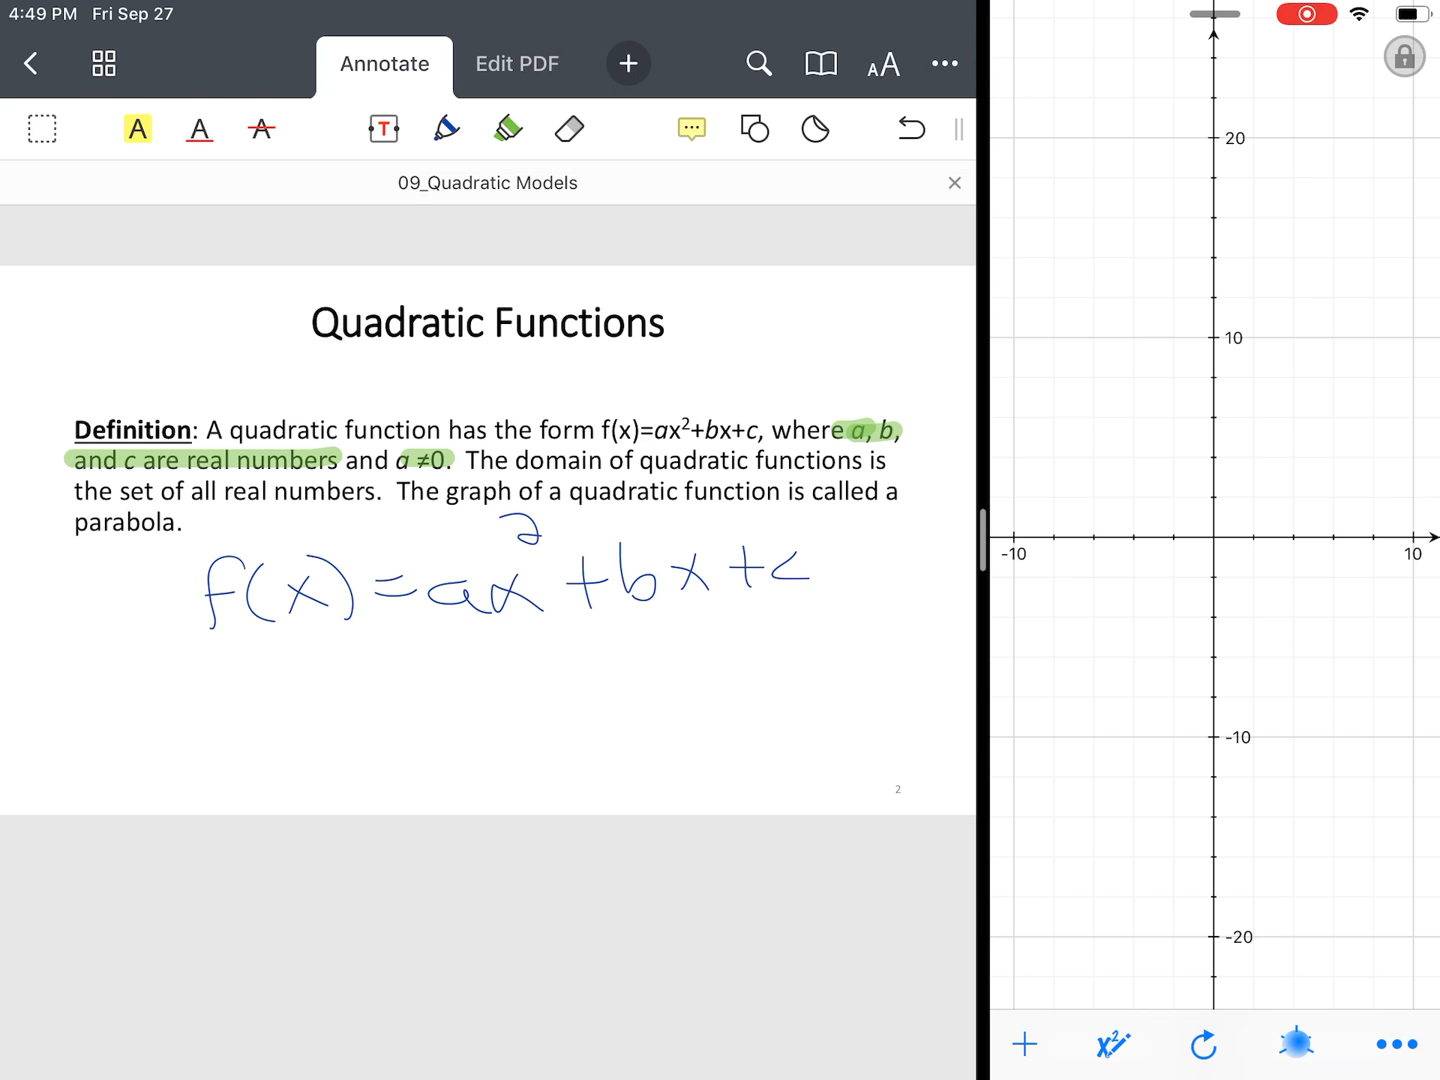 4:49 PM Fri Sep 27
Annotate Edit PDF
AA
A A A T
09_Quadratic Models
Quadratic Functions
Definition: A quadratic function has the form f(x)=ax²+bx+c, where a, b,
and c are real numbers and a ≠0. The domain of quadratic functions is
the set of all real numbers. The graph of a quadratic function is called a
parabola.
f(x)=ax²+bx+c
2
20
10
-10 10
-10
-20
x²